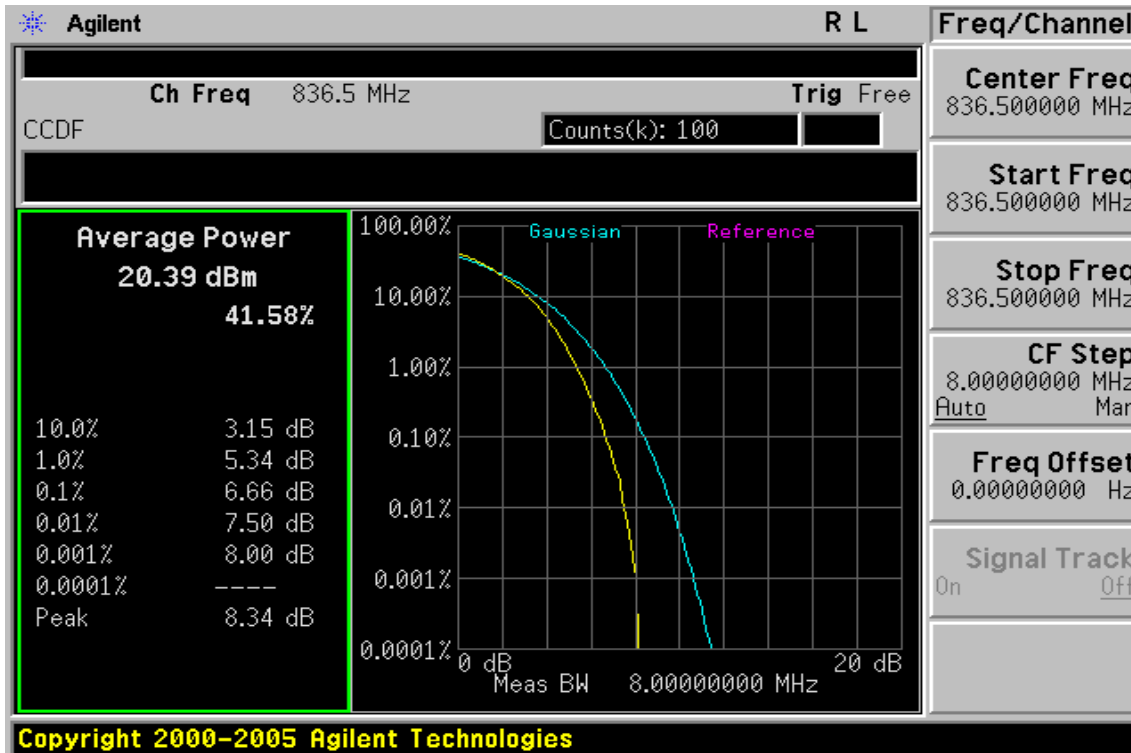 Agilent R L
Freq/Channel
Ch Freq 836.5 MHz Trig Free
CCDF Counts(k): 100
Average Power
20.39 dBm
41.58%
10.0% 3.15 dB
1.0% 5.34 dB
0.1% 6.66 dB
0.01% 7.50 dB
0.001% 8.00 dB
0.0001% ----
Peak 8.34 dB
Gaussian Reference
100.00%
10.00%
1.00%
0.10%
0.01%
0.001%
0.0001%
0 dB 20 dB
Meas BW 8.00000000 MHz
Center Freq
836.500000 MHz
Start Freq
836.500000 MHz
Stop Freq
836.500000 MHz
CF Step
8.00000000 MHz
Auto Man
Freq Offset
0.00000000 Hz
Signal Track
On Off
Copyright 2000-2005 Agilent Technologies